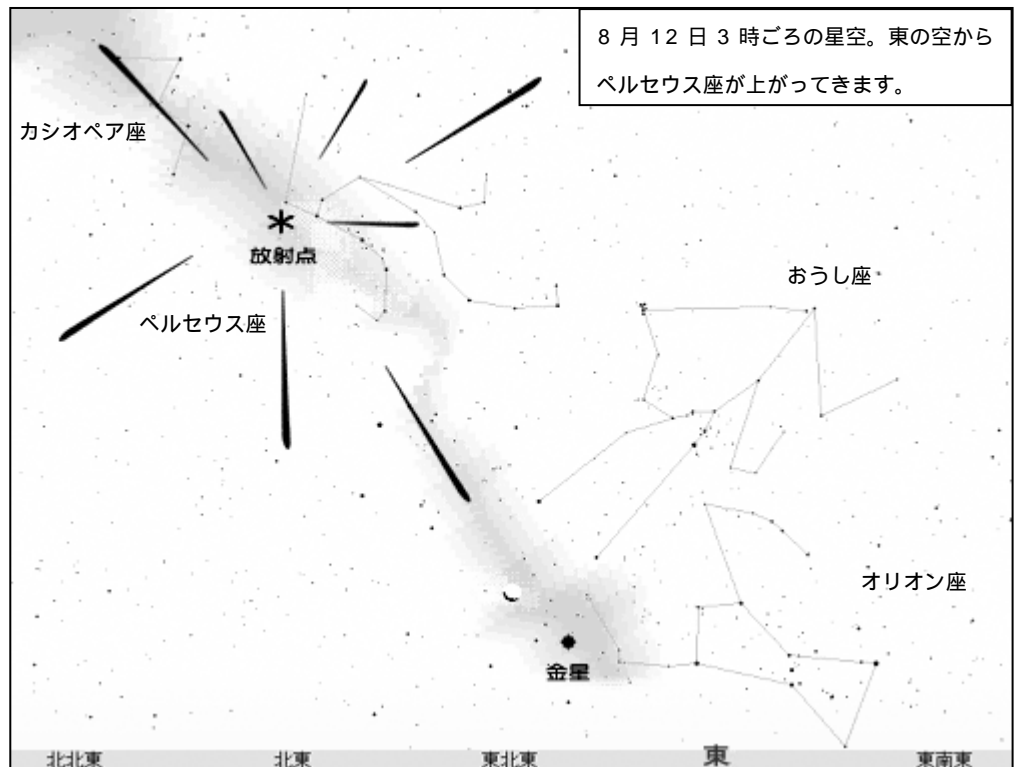 8 月 12 日 3 時ごろの星空。東の空から
ペルセウス座が上がってきます。
カシオペア座
放射点
おうし座
ペルセウス座
オリオン座
金星
北北東 北東 東北東 東 東南東